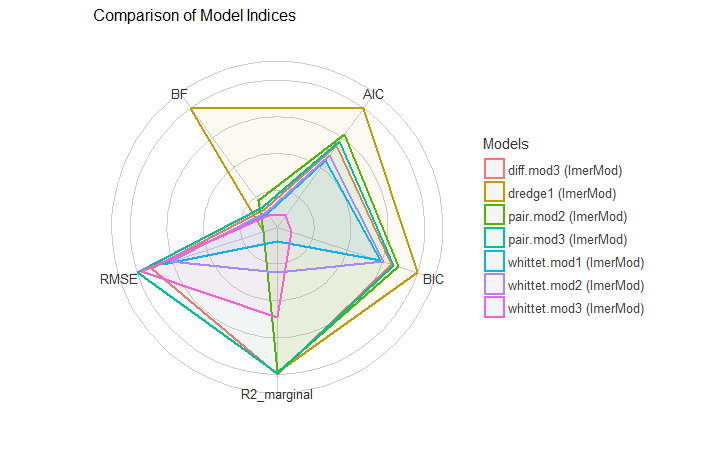 Comparison of Model Indices
BF
AIC
RMSE
BIC
R2_marginal
Models
diff.mod3 (lmerMod)
dredge1 (lmerMod)
pair.mod2 (lmerMod)
pair.mod3 (lmerMod)
whittet.mod1 (lmerMod)
whittet.mod2 (lmerMod)
whittet.mod3 (lmerMod)